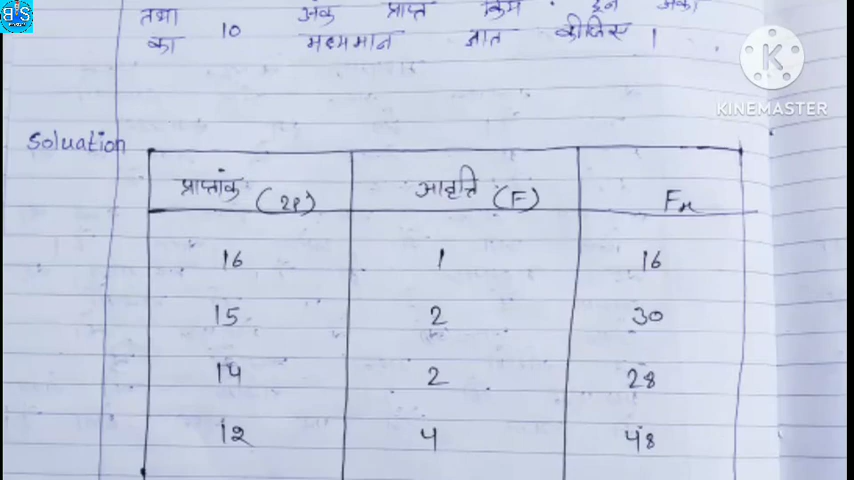 तथा अंक प्राप्त किये. इन अंको
का 10 मध्यमान ज्ञात कीजिए |
K
KINEMASTER
Soluation
प्राप्तांक (x) आवृत्ति (F) Fx
16 1 16
15 2 30
14 2 28
12 4 48